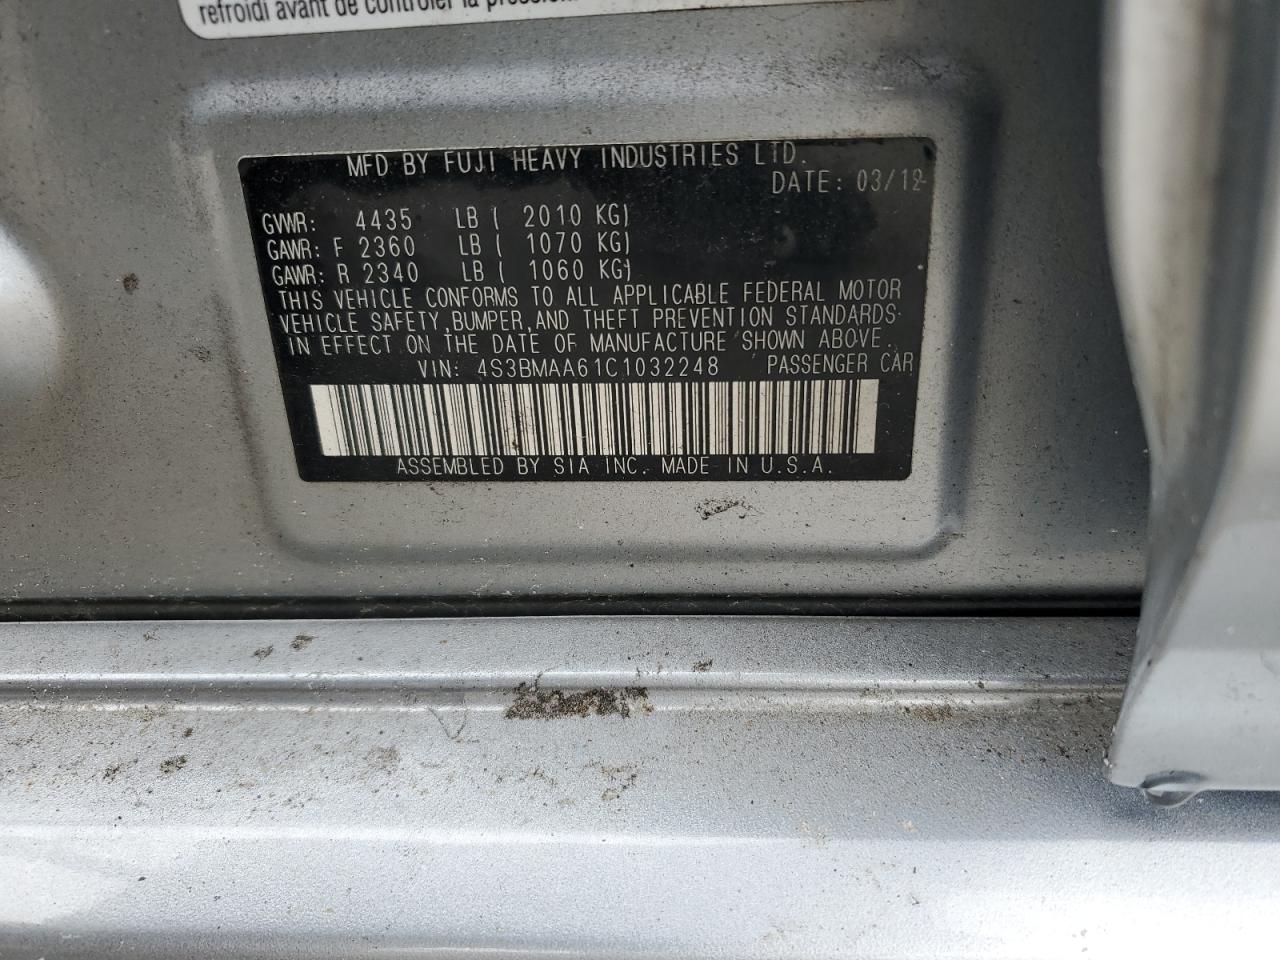 refroidi avant de contrôler la pression
MFD BY FUJI HEAVY INDUSTRIES LTD.
DATE: 03/12
GVWR: 4435 LB ( 2010 KG)
GAWR: F 2360 LB ( 1070 KG)
GAWR: R 2340 LB ( 1060 KG)
THIS VEHICLE CONFORMS TO ALL APPLICABLE FEDERAL MOTOR
VEHICLE SAFETY, BUMPER, AND THEFT PREVENTION STANDARDS
IN EFFECT ON THE DATE OF MANUFACTURE SHOWN ABOVE.
VIN: 4S3BMAA61C1032248 PASSENGER CAR
ASSEMBLED BY SIA INC. MADE IN U.S.A.